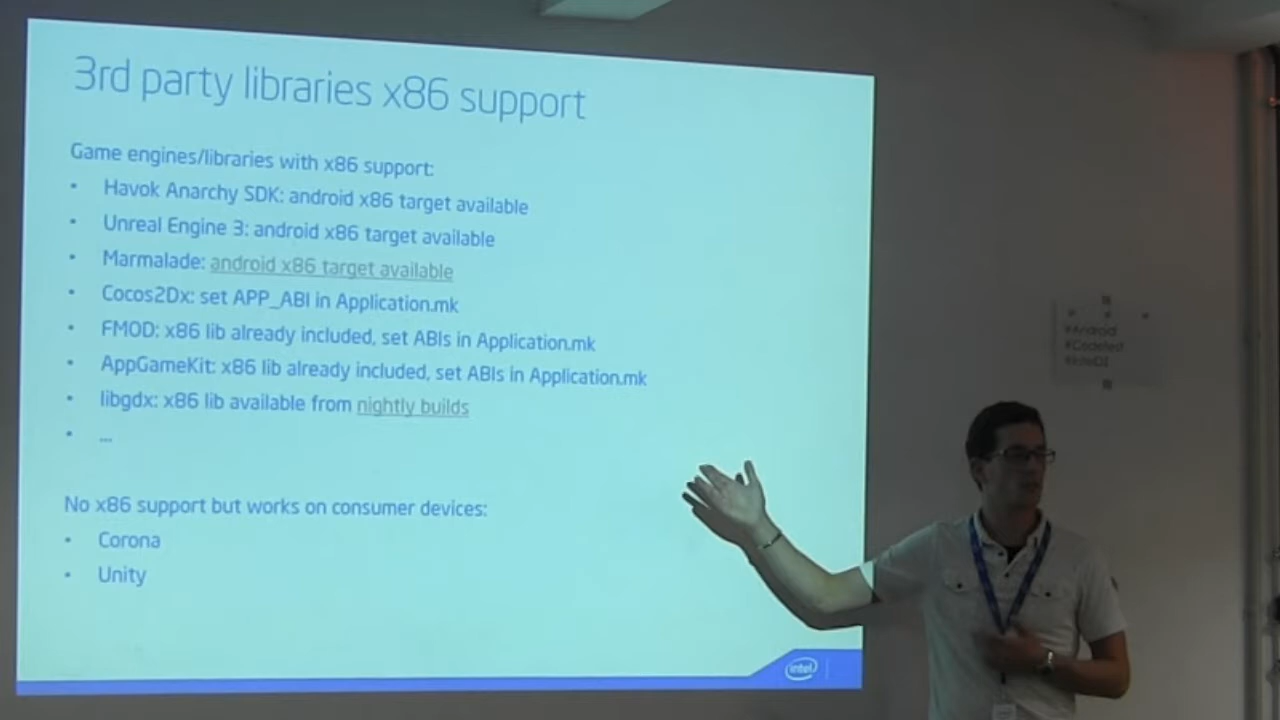 3rd party libraries x86 support
Game engines/libraries with x86 support:
• Havok Anarchy SDK: android x86 target available
• Unreal Engine 3: android x86 target available
• Marmalade: android x86 target available
• Cocos2Dx: set APP_ABI in Application.mk
• FMOD: x86 lib already included, set ABIs in Application.mk
• AppGameKit: x86 lib already included, set ABIs in Application.mk
• libgdx: x86 lib available from nightly builds
• ...
No x86 support but works on consumer devices:
• Corona
• Unity
intel
#Android